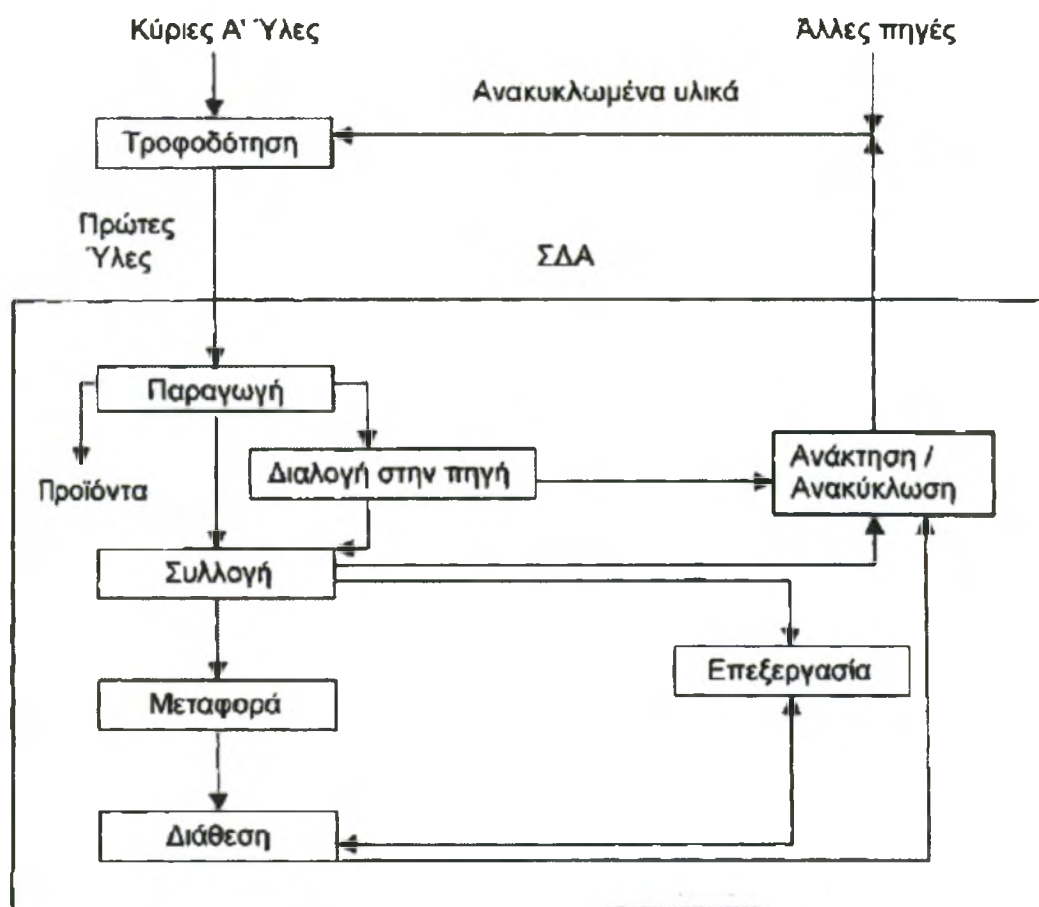 Κύριες Α' Ύλες
Άλλες πηγές
Ανακυκλωμένα υλικά
Τροφοδότηση
Πρώτες
Ύλες
ΣΔΑ
Παραγωγή
Διαλογή στην πηγή
Ανάκτηση /
Ανακύκλωση
Προϊόντα
Συλλογή
Επεξεργασία
Μεταφορά
Διάθεση